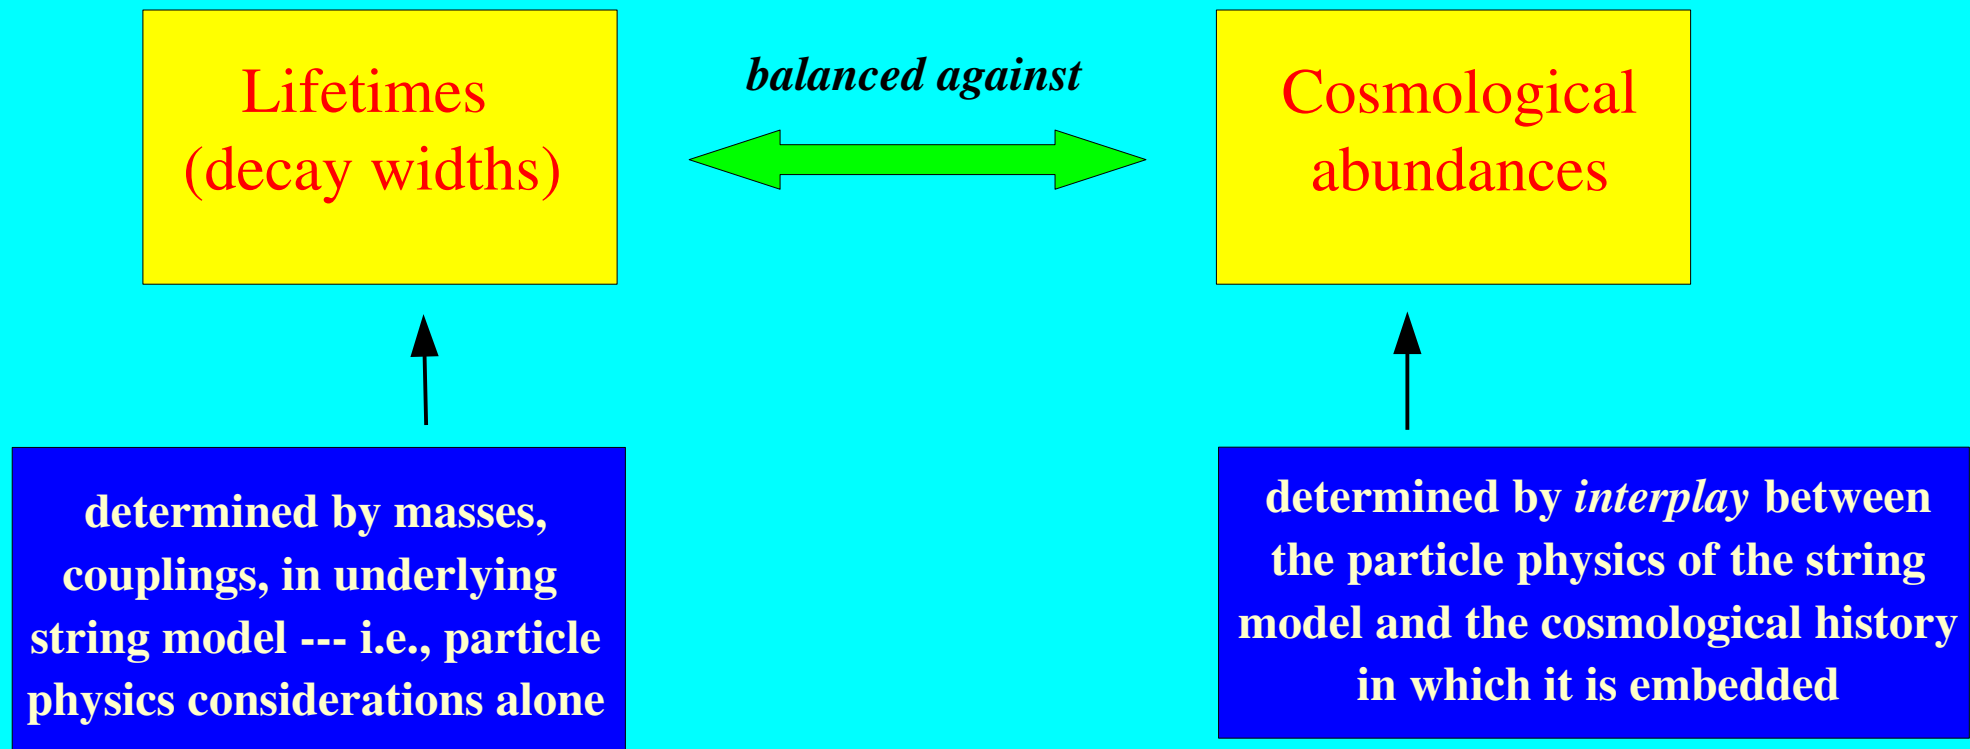 Lifetimes
(decay widths)
balanced against
Cosmological
abundances
determined by masses,
couplings, in underlying
string model --- i.e., particle
physics considerations alone
determined by interplay between
the particle physics of the string
model and the cosmological history
in which it is embedded